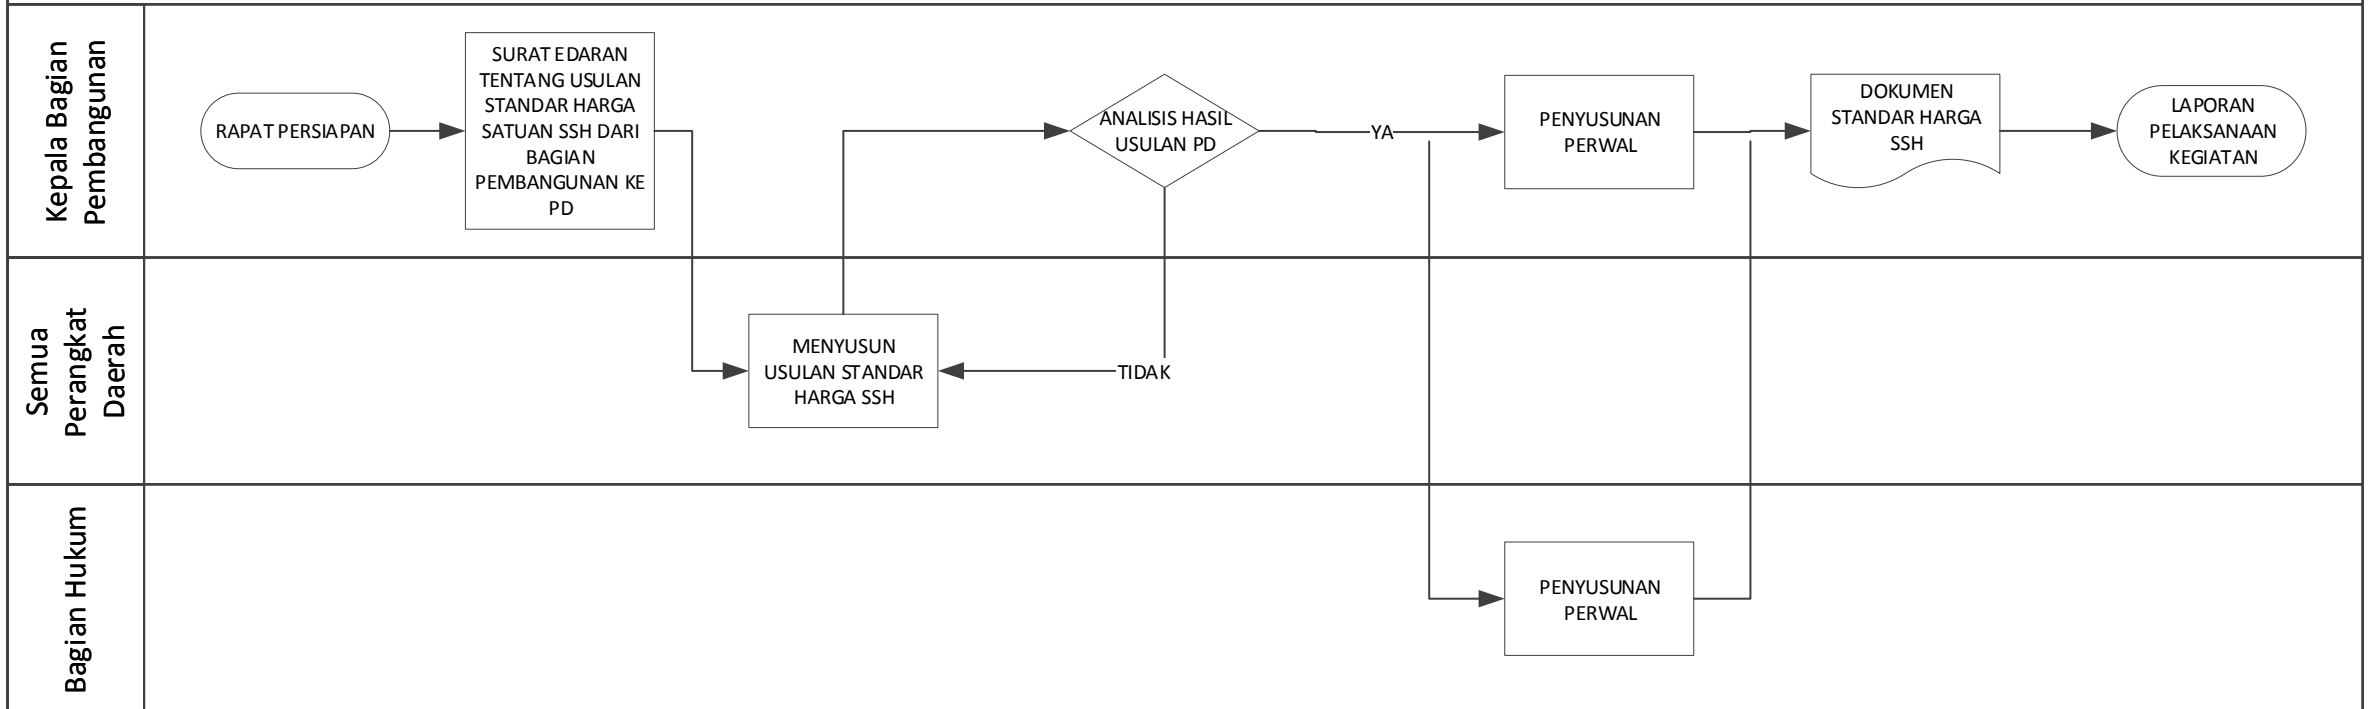 Kepala Bagian
Pembangunan
RAPAT PERSIAPAN
SURAT EDARAN
TENTANG USULAN
STANDAR HARGA
SATUAN SSH DARI
BAGIAN
PEMBANGUNAN KE
PD
ANALISIS HASIL
USULAN PD
YA
PENYUSUNAN
PERWAL
DOKUMEN
STANDAR HARGA
SSH
LAPORAN
PELAKSANAAN
KEGIATAN
Semua
Perangkat
Daerah
MENYUSUN
USULAN STANDAR
HARGA SSH
TIDAK
Bagian Hukum
PENYUSUNAN
PERWAL